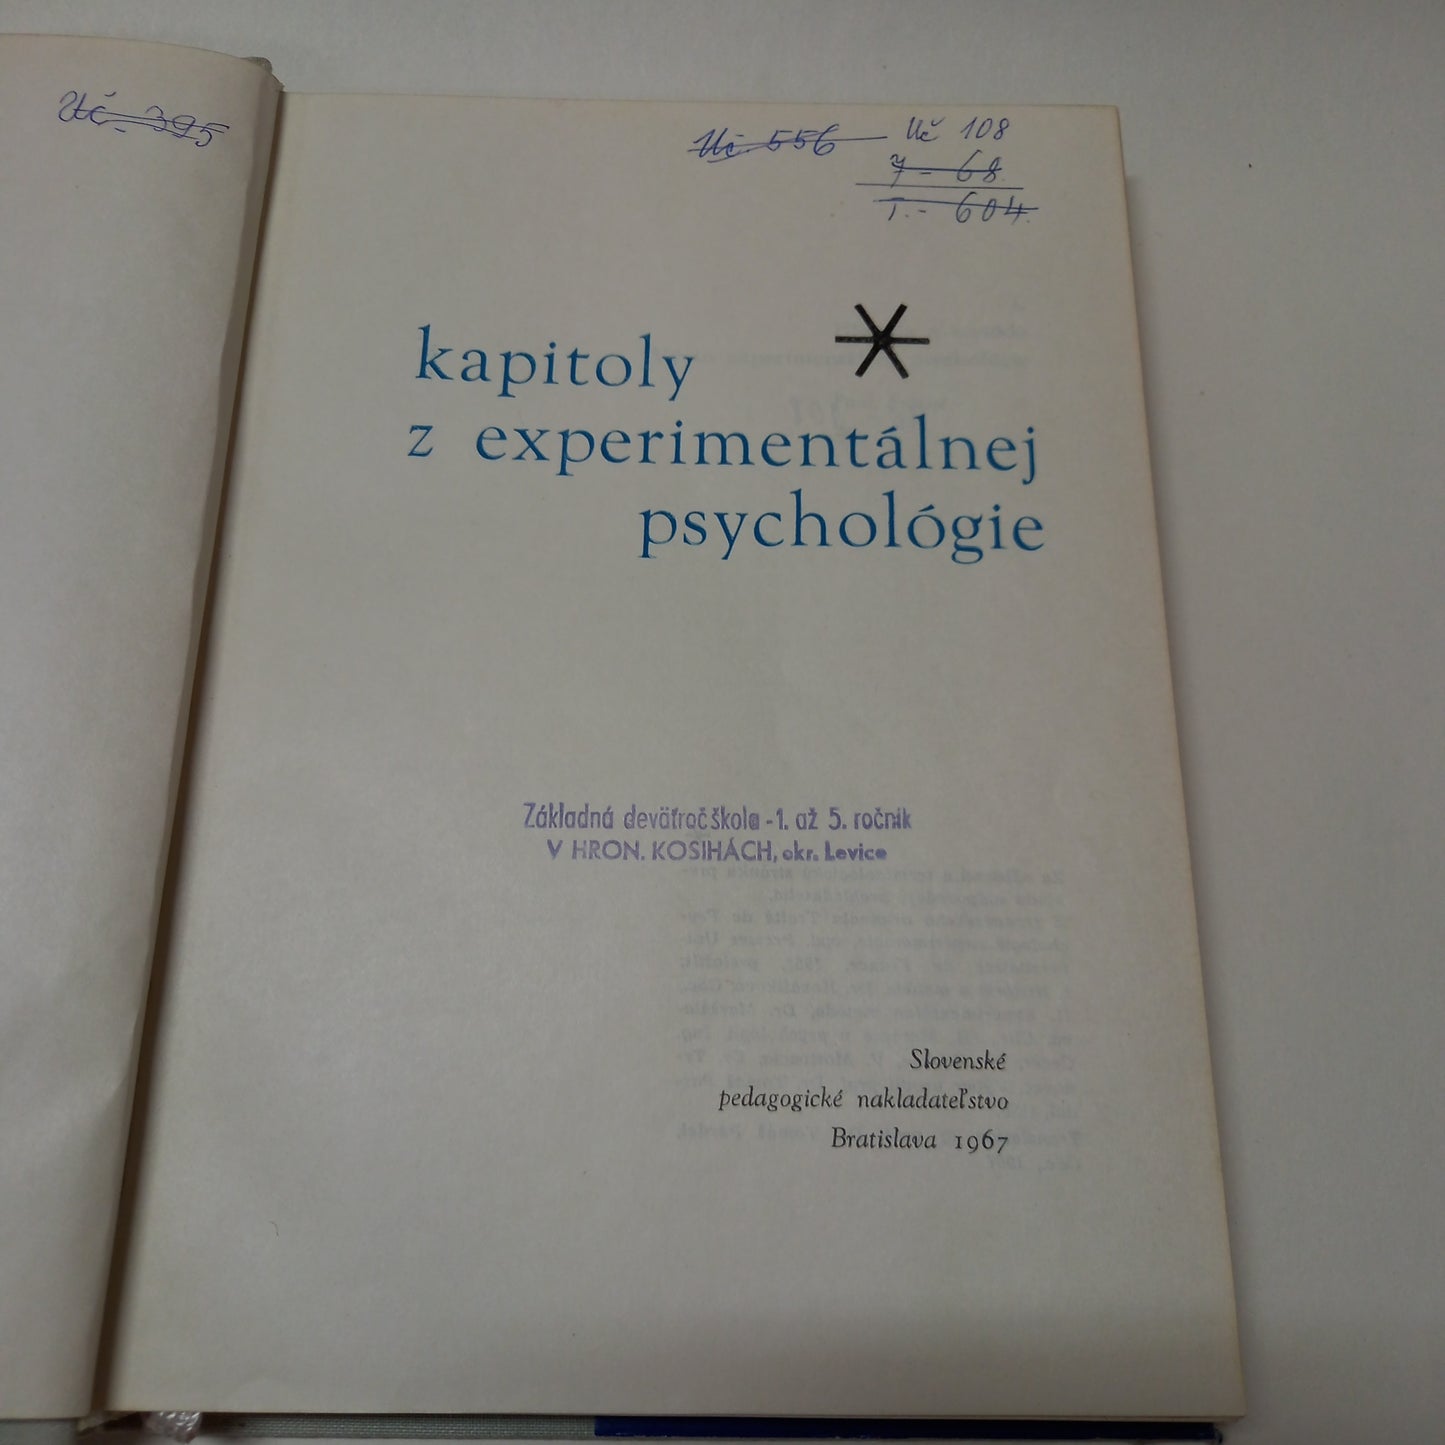 Uč. 395
Uč. 556
Uč 108
7 - 68
I. - 604.
kapitoly
z experimentálnej
psychológie
Základná deväťroč škola - 1. až 5. ročník
V HRON. KOSIHÁCH, okr. Levice
Slovenské
pedagogické nakladateľstvo
Bratislava 1967